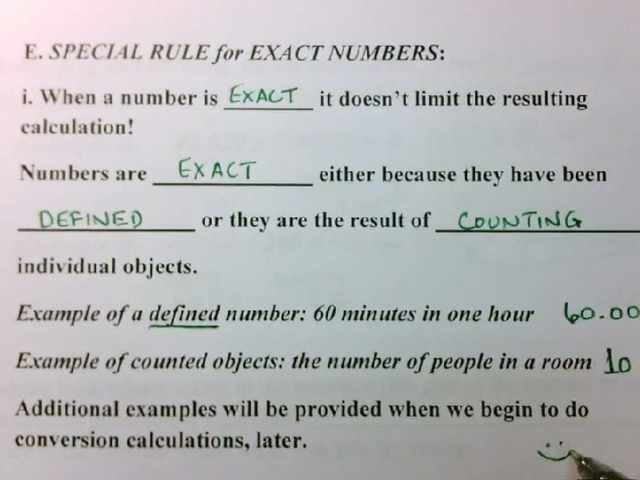 E. SPECIAL RULE for EXACT NUMBERS:
i. When a number is EXACT it doesn't limit the resulting
calculation!
Numbers are EXACT either because they have been
DEFINED or they are the result of COUNTING
individual objects.
Example of a defined number: 60 minutes in one hour 60.00
Example of counted objects: the number of people in a room 10
Additional examples will be provided when we begin to do
conversion calculations, later.